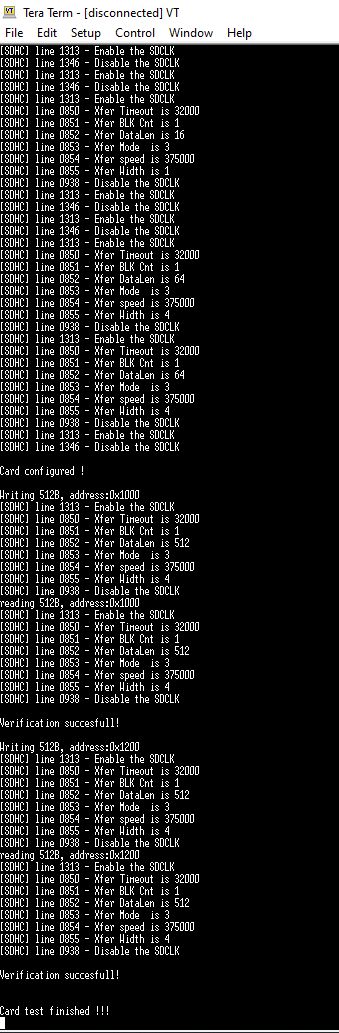 Tera Term - [disconnected] VT
File Edit Setup Control Window Help
[SDHC] line 1313 - Enable the SDCLK
[SDHC] line 1346 - Disable the SDCLK
[SDHC] line 1313 - Enable the SDCLK
[SDHC] line 1346 - Disable the SDCLK
[SDHC] line 1313 - Enable the SDCLK
[SDHC] line 0850 - Xfer Timeout is 32000
[SDHC] line 0851 - Xfer BLK Cnt is 1
[SDHC] line 0852 - Xfer DataLen is 16
[SDHC] line 0853 - Xfer Mode  is 3
[SDHC] line 0854 - Xfer speed is 375000
[SDHC] line 0855 - Xfer Width is 1
[SDHC] line 0938 - Disable the SDCLK
[SDHC] line 1313 - Enable the SDCLK
[SDHC] line 1346 - Disable the SDCLK
[SDHC] line 1313 - Enable the SDCLK
[SDHC] line 1346 - Disable the SDCLK
[SDHC] line 1313 - Enable the SDCLK
[SDHC] line 0850 - Xfer Timeout is 32000
[SDHC] line 0851 - Xfer BLK Cnt is 1
[SDHC] line 0852 - Xfer DataLen is 64
[SDHC] line 0853 - Xfer Mode  is 3
[SDHC] line 0854 - Xfer speed is 375000
[SDHC] line 0855 - Xfer Width is 4
[SDHC] line 0938 - Disable the SDCLK
[SDHC] line 1313 - Enable the SDCLK
[SDHC] line 0850 - Xfer Timeout is 32000
[SDHC] line 0851 - Xfer BLK Cnt is 1
[SDHC] line 0852 - Xfer DataLen is 64
[SDHC] line 0853 - Xfer Mode  is 3
[SDHC] line 0854 - Xfer speed is 375000
[SDHC] line 0855 - Xfer Width is 4
[SDHC] line 0938 - Disable the SDCLK
[SDHC] line 1313 - Enable the SDCLK
[SDHC] line 1346 - Disable the SDCLK
Card configured !
Writing 512B, address:0x1000
[SDHC] line 1313 - Enable the SDCLK
[SDHC] line 0850 - Xfer Timeout is 32000
[SDHC] line 0851 - Xfer BLK Cnt is 1
[SDHC] line 0852 - Xfer DataLen is 512
[SDHC] line 0853 - Xfer Mode  is 3
[SDHC] line 0854 - Xfer speed is 375000
[SDHC] line 0855 - Xfer Width is 4
[SDHC] line 0938 - Disable the SDCLK
reading 512B, address:0x1000
[SDHC] line 1313 - Enable the SDCLK
[SDHC] line 0850 - Xfer Timeout is 32000
[SDHC] line 0851 - Xfer BLK Cnt is 1
[SDHC] line 0852 - Xfer DataLen is 512
[SDHC] line 0853 - Xfer Mode  is 3
[SDHC] line 0854 - Xfer speed is 375000
[SDHC] line 0855 - Xfer Width is 4
[SDHC] line 0938 - Disable the SDCLK
Verification succesfull!
Writing 512B, address:0x1200
[SDHC] line 1313 - Enable the SDCLK
[SDHC] line 0850 - Xfer Timeout is 32000
[SDHC] line 0851 - Xfer BLK Cnt is 1
[SDHC] line 0852 - Xfer DataLen is 512
[SDHC] line 0853 - Xfer Mode  is 3
[SDHC] line 0854 - Xfer speed is 375000
[SDHC] line 0855 - Xfer Width is 4
[SDHC] line 0938 - Disable the SDCLK
reading 512B, address:0x1200
[SDHC] line 1313 - Enable the SDCLK
[SDHC] line 0850 - Xfer Timeout is 32000
[SDHC] line 0851 - Xfer BLK Cnt is 1
[SDHC] line 0852 - Xfer DataLen is 512
[SDHC] line 0853 - Xfer Mode  is 3
[SDHC] line 0854 - Xfer speed is 375000
[SDHC] line 0855 - Xfer Width is 4
[SDHC] line 0938 - Disable the SDCLK
Verification succesfull!
Card test finished !!!